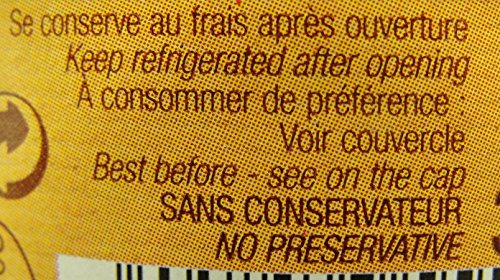 Se conserve au frais après ouverture
Keep refrigerated after opening
À consommer de préférence :
Voir couvercle
Best before - see on the cap
SANS CONSERVATEUR
NO PRESERVATIVE